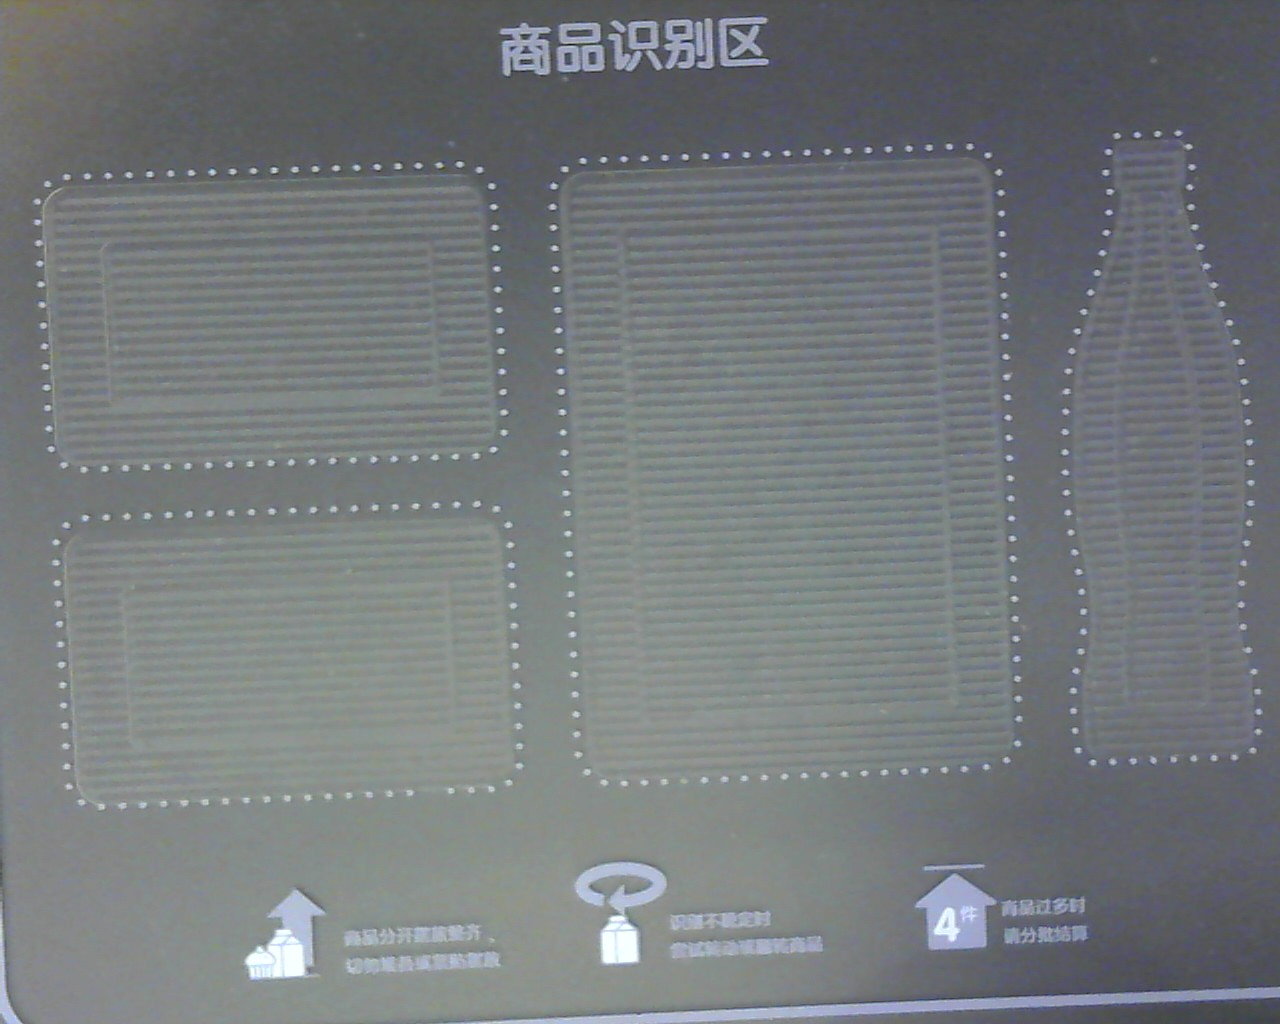 商品识别区
商品分开摆放整齐、
切勿堆叠或紧贴摆放
识别不稳定时
尝试转动或翻转商品
4件
商品过多时
请分批结算